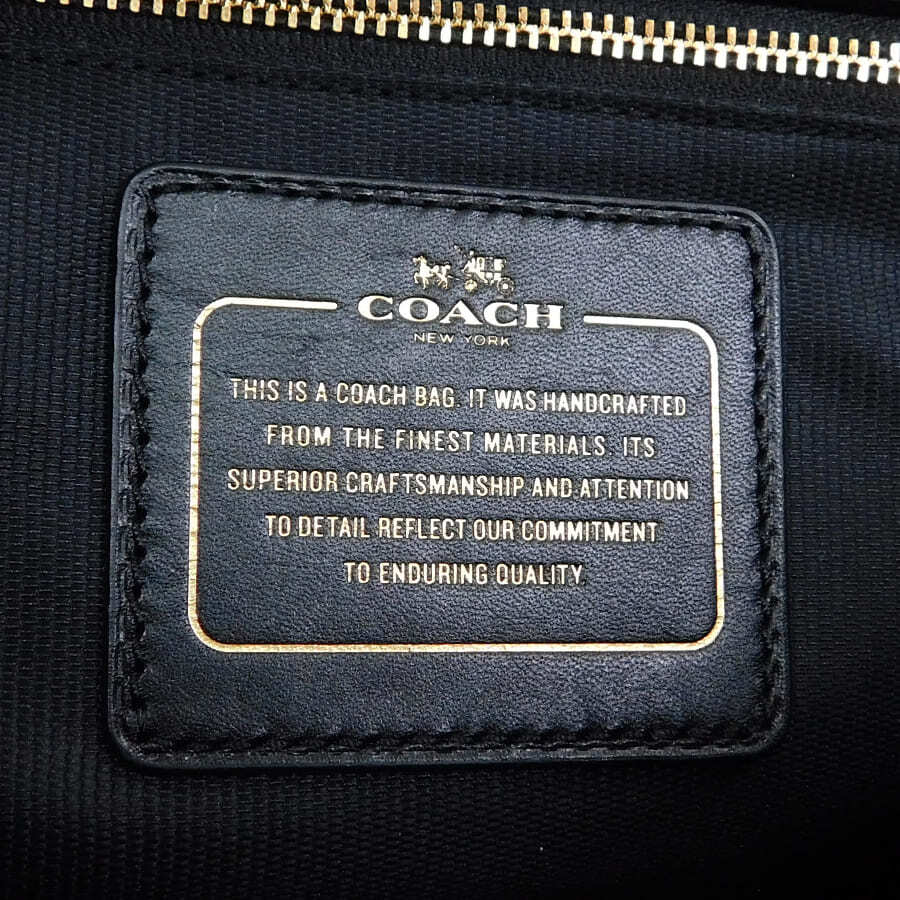 COACH
NEW YORK
THIS IS A COACH BAG. IT WAS HANDCRAFTED
FROM THE FINEST MATERIALS. ITS
SUPERIOR CRAFTSMANSHIP AND ATTENTION
TO DETAIL REFLECT OUR COMMITMENT
TO ENDURING QUALITY.